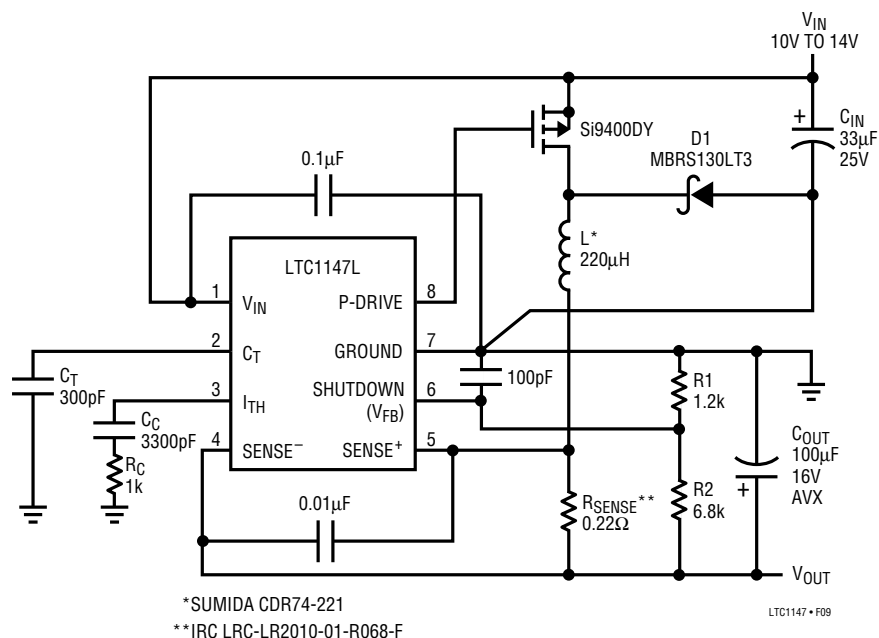 V_IN
10V TO 14V
Si9400DY
D1
MBRS130LT3
+
C_IN
33µF
25V
0.1µF
L*
220µH
LTC1147L
1
V_IN
P-DRIVE
8
2
C_T
GROUND
7
3
I_TH
SHUTDOWN
(V_FB)
6
4
SENSE⁻
SENSE⁺
5
C_T
300pF
C_C
3300pF
R_C
1k
100pF
R1
1.2k
R2
6.8k
C_OUT
100µF
16V
AVX
+
0.01µF
R_SENSE**
0.22Ω
V_OUT
*SUMIDA CDR74-221
**IRC LRC-LR2010-01-R068-F
LTC1147 • F09